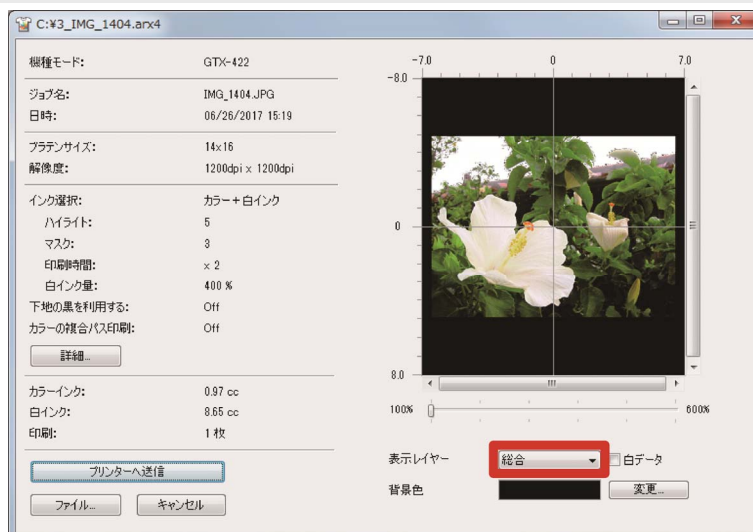 C:¥3_IMG_1404.arx4
機種モード: GTX-422
ジョブ名: IMG_1404.JPG
日時: 06/26/2017 15:19
プラテンサイズ: 14×16
解像度: 1200dpi × 1200dpi
インク選択: カラー+白インク
ハイライト: 5
マスク: 3
印刷時間: × 2
白インク量: 400 %
下地の黒を利用する: Off
カラーの複合パス印刷: Off
詳細...
カラーインク: 0.97 cc
白インク: 8.65 cc
印刷: 1 枚
プリンターへ送信
ファイル... キャンセル
-7.0 0 7.0
-8.0
0
8.0
100% 600%
表示レイヤー 総合 白データ
背景色 変更...